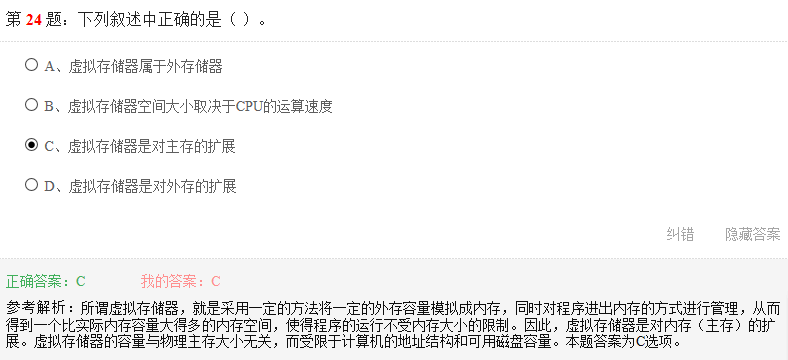 第 24 题：下列叙述中正确的是（ ）。
A、虚拟存储器属于外存储器
B、虚拟存储器空间大小取决于CPU的运算速度
C、虚拟存储器是对主存的扩展
D、虚拟存储器是对外存的扩展
纠错 隐藏答案
正确答案：C 我的答案：C
参考解析：所谓虚拟存储器，就是采用一定的方法将一定的外存容量模拟成内存，同时对程序进出内存的方式进行管理，从而
得到一个比实际内存容量大得多的内存空间，使得程序的运行不受内存大小的限制。因此，虚拟存储器是对内存（主存）的扩
展。虚拟存储器的容量与物理主存大小无关，而受限于计算机的地址结构和可用磁盘容量。本题答案为C选项。